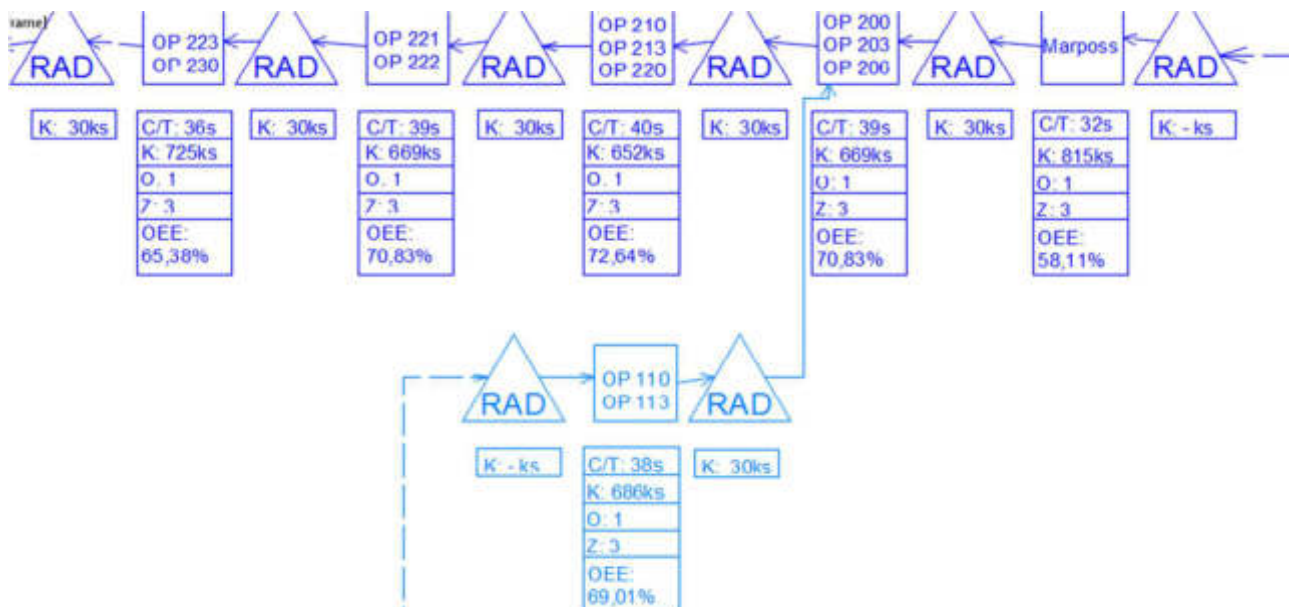 rame)
RAD
OP 223
OP 230
RAD
OP 221
OP 222
RAD
OP 210
OP 213
OP 220
RAD
OP 200
OP 203
OP 206
RAD
Marposs
RAD
K: 30ks
C/T: 36s
K: 725ks
O: 1
Z: 3
OEE:
65,38%
K: 30ks
C/T: 39s
K: 669ks
O: 1
Z: 3
OEE:
70,83%
K: 30ks
C/T: 40s
K: 652ks
O: 1
Z: 3
OEE:
72,64%
K: 30ks
C/T: 39s
K: 669ks
O: 1
Z: 3
OEE:
70,83%
K: 30ks
C/T: 32s
K: 815ks
O: 1
Z: 3
OEE:
58,11%
K: - ks
RAD
OP 110
OP 113
RAD
K: - ks
C/T: 38s
K: 686ks
O: 1
Z: 3
OEE:
69,01%
K: 30ks